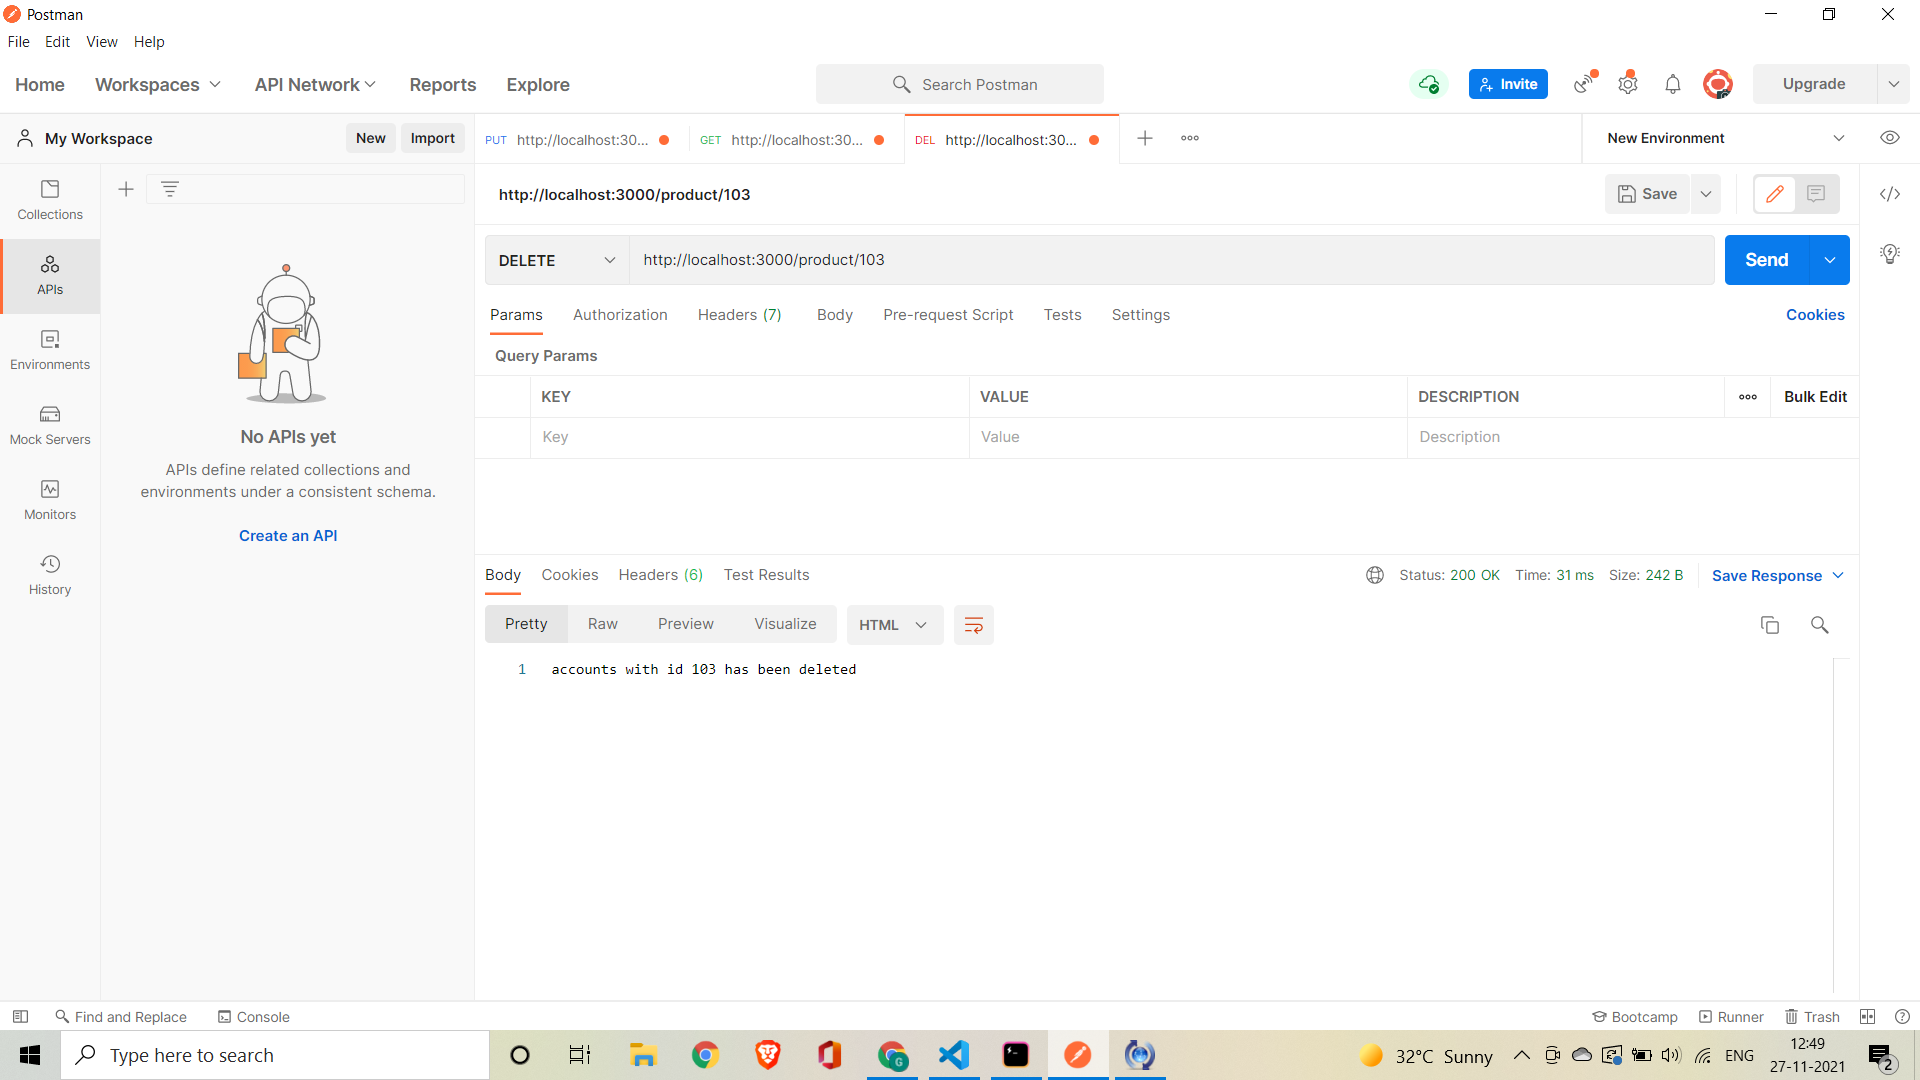 Postman
File Edit View Help
Home Workspaces API Network Reports Explore Search Postman Invite Upgrade
My Workspace New Import PUT http://localhost:30... GET http://localhost:30... DEL http://localhost:30... New Environment
http://localhost:3000/product/103 Save
Collections
DELETE http://localhost:3000/product/103 Send
APIs
Params Authorization Headers (7) Body Pre-request Script Tests Settings Cookies
Query Params
Environments
KEY VALUE DESCRIPTION Bulk Edit
Key Value Description
Mock Servers
No APIs yet
APIs define related collections and
environments under a consistent schema.
Monitors
Create an API
Body Cookies Headers (6) Test Results Status: 200 OK Time: 31 ms Size: 242 B Save Response
History
Pretty Raw Preview Visualize HTML
1 accounts with id 103 has been deleted
Find and Replace Console Bootcamp Runner Trash
Type here to search G 32°C Sunny ENG 12:49
27-11-2021 2